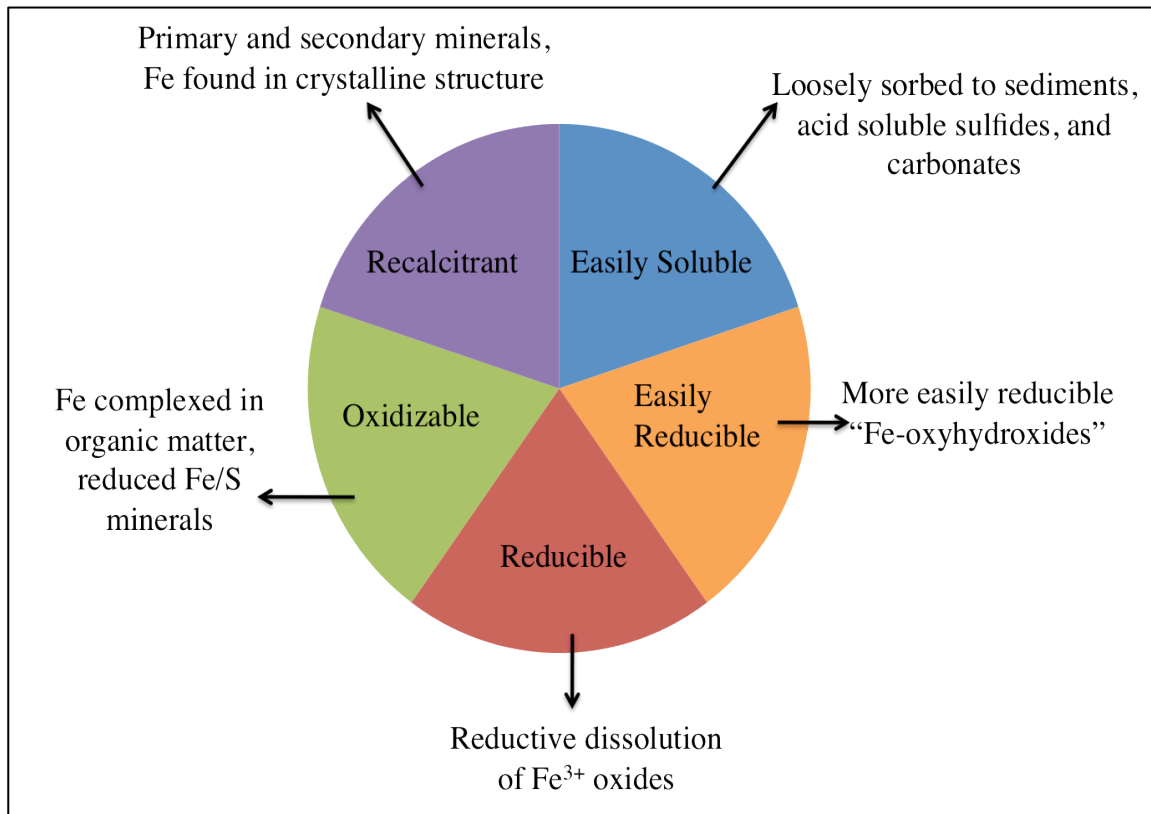 Primary and secondary minerals,
Fe found in crystalline structure
Loosely sorbed to sediments,
acid soluble sulfides, and
carbonates
Recalcitrant
Easily Soluble
Fe complexed in
organic matter,
reduced Fe/S
minerals
Oxidizable
Easily
Reducible
More easily reducible
“Fe-oxyhydroxides”
Reducible
Reductive dissolution
of Fe³⁺ oxides